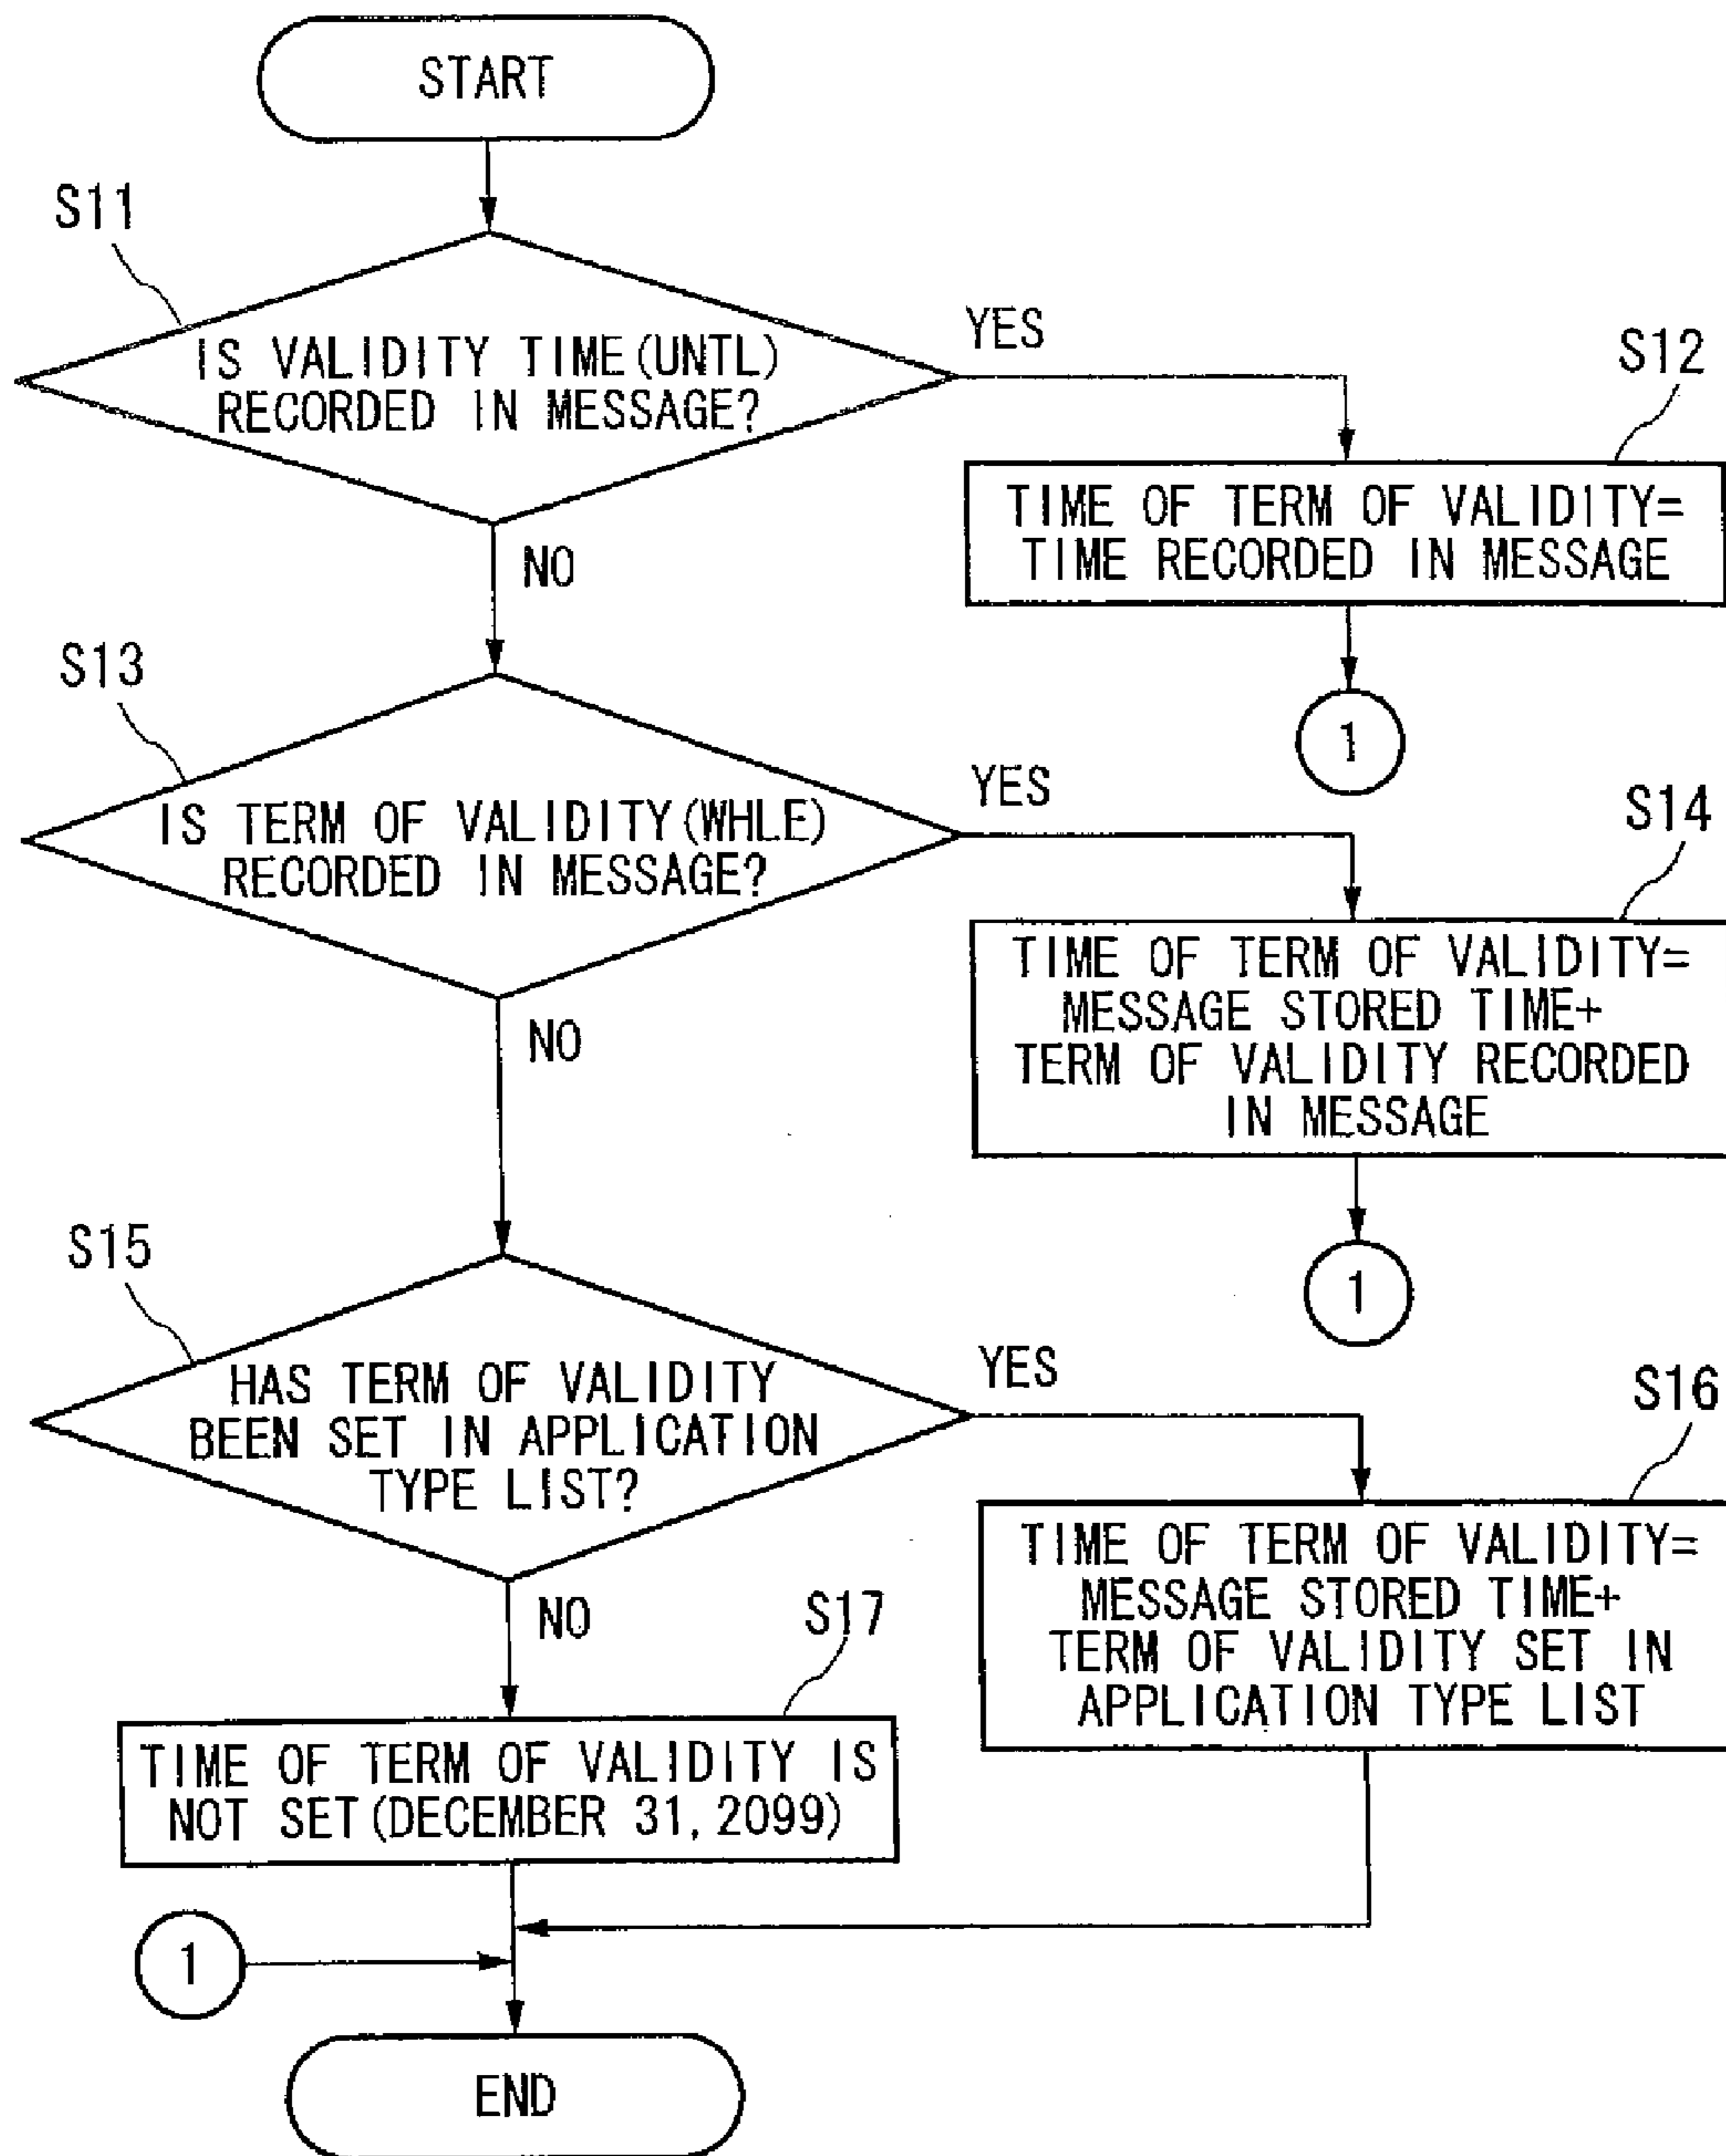 START
S11
IS VALIDITY TIME(UNTL)
RECORDED IN MESSAGE?
YES
S12
TIME OF TERM OF VALIDITY=
TIME RECORDED IN MESSAGE
NO
1
S13
IS TERM OF VALIDITY(WHLE)
RECORDED IN MESSAGE?
YES
S14
TIME OF TERM OF VALIDITY=
MESSAGE STORED TIME+
TERM OF VALIDITY RECORDED
IN MESSAGE
NO
1
S15
HAS TERM OF VALIDITY
BEEN SET IN APPLICATION
TYPE LIST?
YES
S16
TIME OF TERM OF VALIDITY=
MESSAGE STORED TIME+
TERM OF VALIDITY SET IN
APPLICATION TYPE LIST
NO
S17
TIME OF TERM OF VALIDITY IS
NOT SET(DECEMBER 31,2099)
1
END